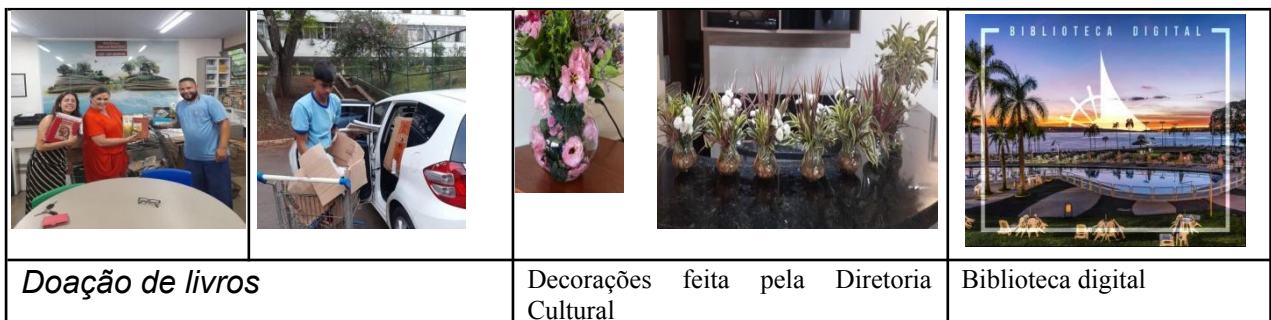 BIBLIOTECA DIGITAL
Doação de livros
Decorações feita pela Diretoria
Cultural
Biblioteca digital